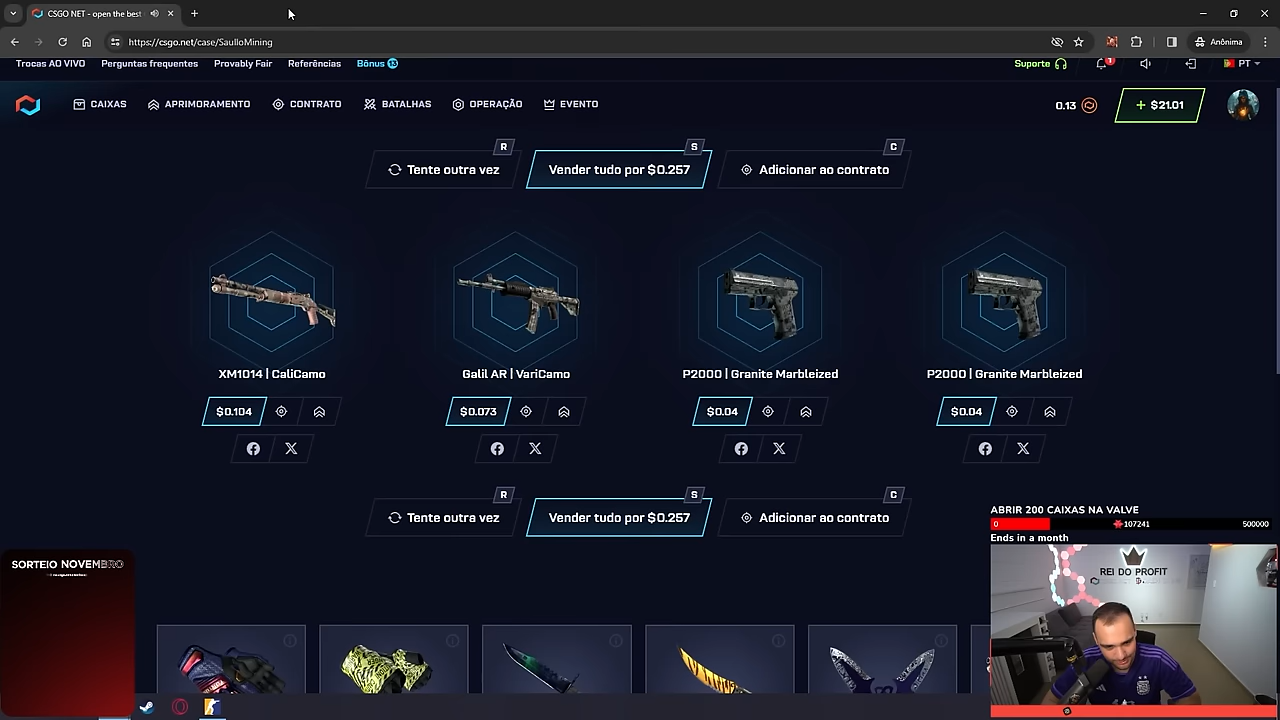 CSGO NET - open the best
https://csgo.net/case/SaulloMining
Anônima
Trocas AO VIVO Perguntas frequentes Provably Fair Referências Bônus 13
Suporte 1 PT
CAIXAS APRIMORAMENTO CONTRATO BATALHAS OPERAÇÃO EVENTO
0.13 + $21.01
R S C
Tente outra vez Vender tudo por $0.257 Adicionar ao contrato
XM1014 | CaliCamo Galil AR | VariCamo P2000 | Granite Marbleized P2000 | Granite Marbleized
$0.104 $0.073 $0.04 $0.04
R S C
Tente outra vez Vender tudo por $0.257 Adicionar ao contrato
ABRIR 200 CAIXAS NA VALVE
0 107241 500000
Ends in a month
SORTEIO NOVEMBRO
REI DO PROFIT